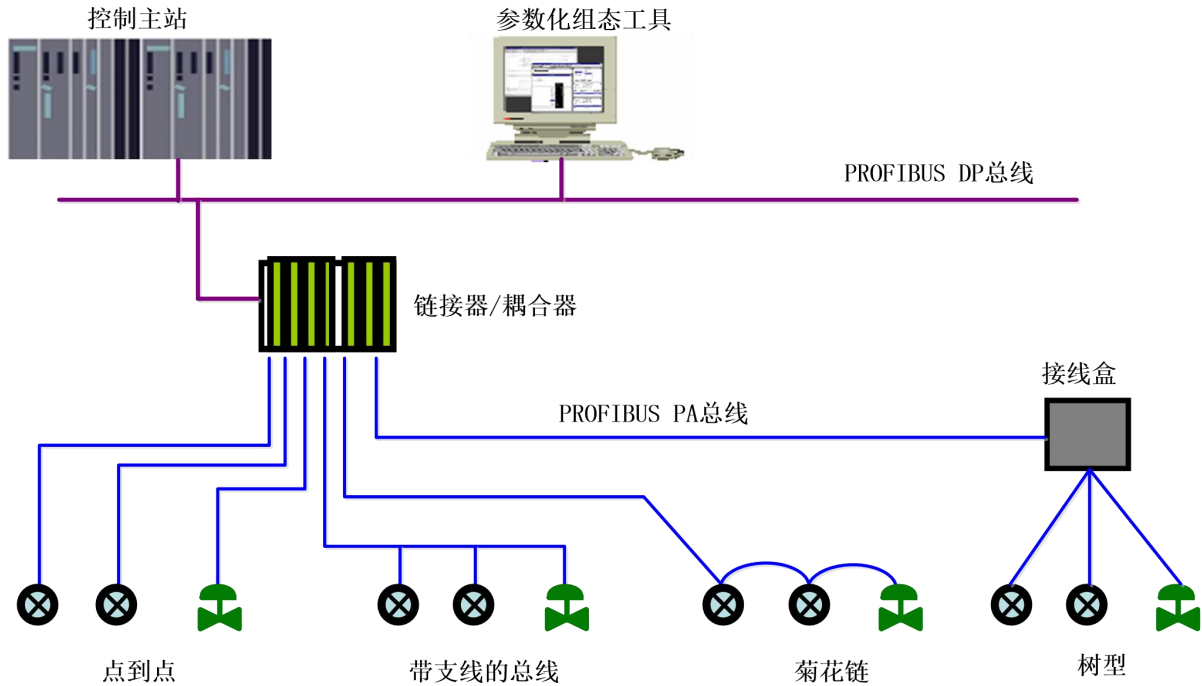 控制主站
参数化组态工具
PROFIBUS DP总线
链接器/耦合器
接线盒
PROFIBUS PA总线
点到点
带支线的总线
菊花链
树型